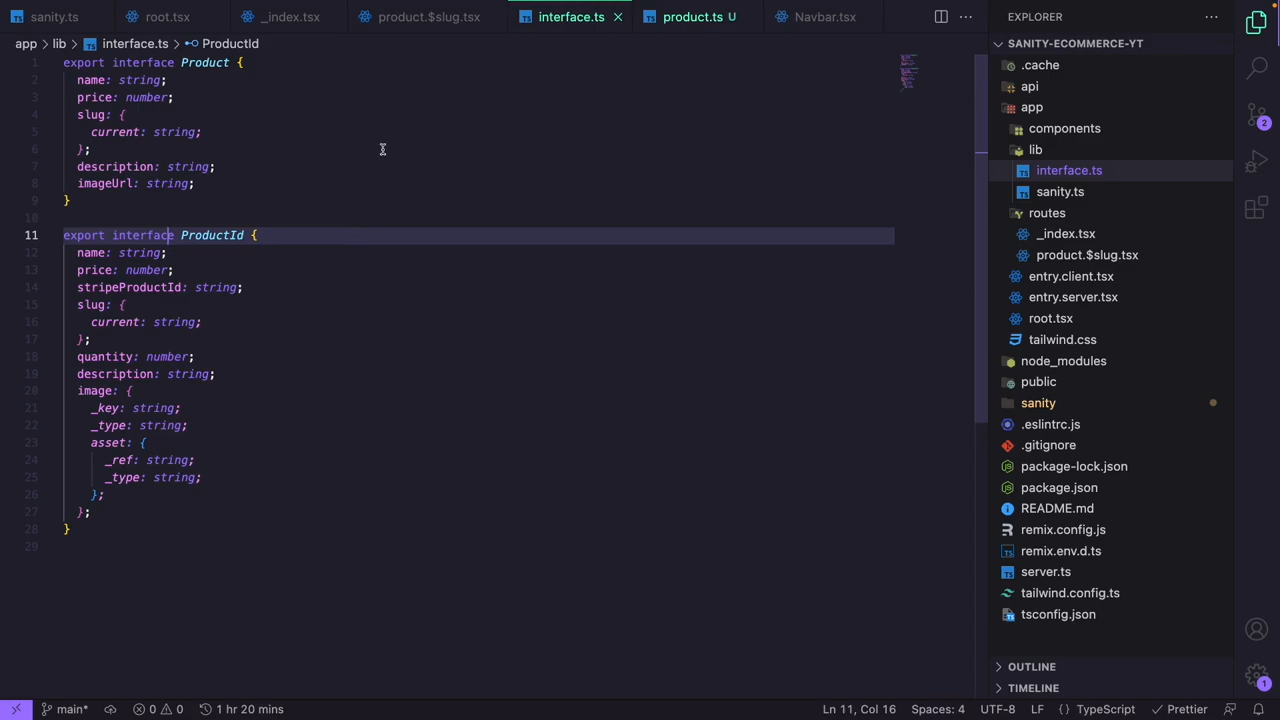 sanity.ts root.tsx _index.tsx product.$slug.tsx interface.ts product.ts U Navbar.tsx
app lib interface.ts ProductId
1 export interface Product {
2 name: string;
3 price: number;
4 slug: {
5 current: string;
6 };
7 description: string;
8 imageUrl: string;
9 }
10
11 export interface ProductId {
12 name: string;
13 price: number;
14 stripeProductId: string;
15 slug: {
16 current: string;
17 };
18 quantity: number;
19 description: string;
20 image: {
21 _key: string;
22 _type: string;
23 asset: {
24 _ref: string;
25 _type: string;
26 };
27 };
28 }
29
EXPLORER
SANITY-ECOMMERCE-YT
.cache
api
app
components
lib
interface.ts
sanity.ts
routes
_index.tsx
product.$slug.tsx
entry.client.tsx
entry.server.tsx
root.tsx
tailwind.css
node_modules
public
sanity
.eslintrc.js
.gitignore
package-lock.json
package.json
README.md
remix.config.js
remix.env.d.ts
server.ts
tailwind.config.ts
tsconfig.json
OUTLINE
TIMELINE
2
1
main* 0 0 1 hr 20 mins Ln 11, Col 16 Spaces: 4 UTF-8 LF {} TypeScript Prettier